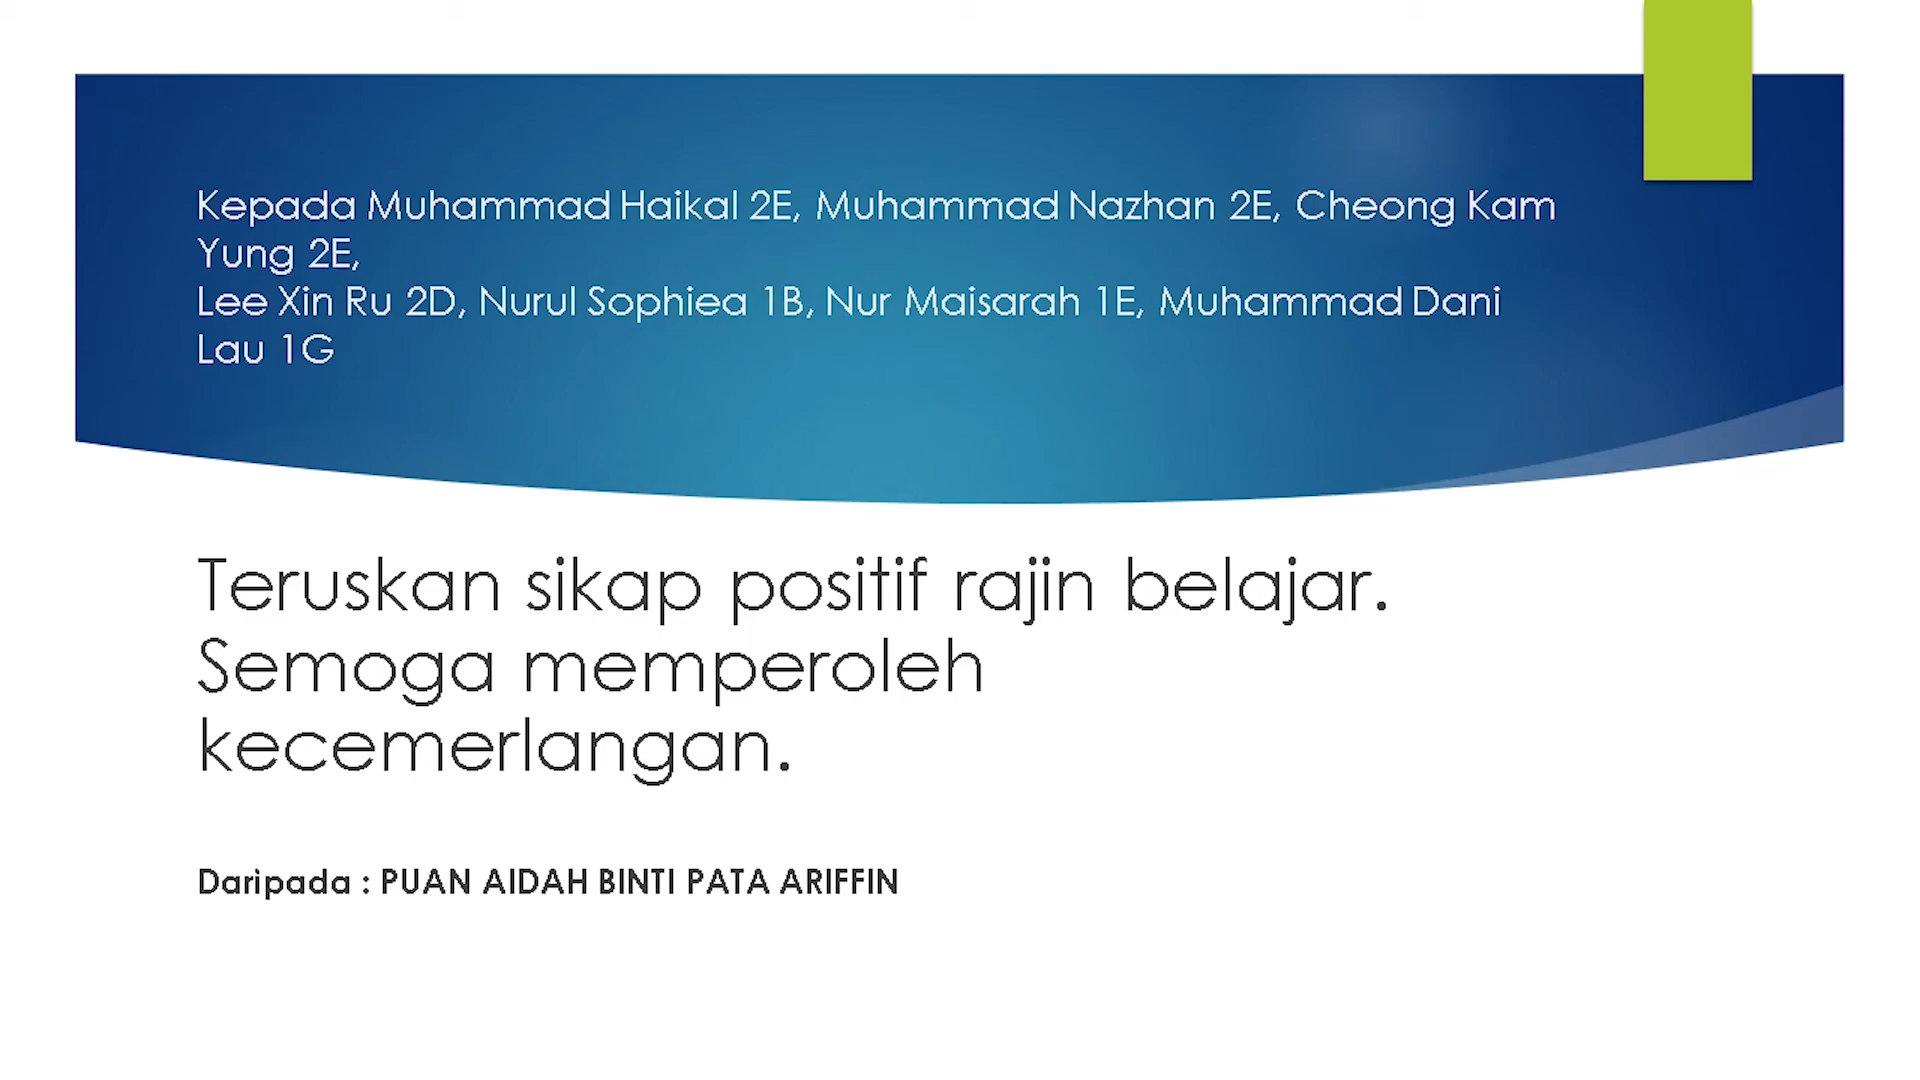 Kepada Muhammad Haikal 2E, Muhammad Nazhan 2E, Cheong Kam
Yung 2E,
Lee Xin Ru 2D, Nurul Sophiea 1B, Nur Maisarah 1E, Muhammad Dani
Lau 1G
Teruskan sikap positif rajin belajar.
Semoga memperoleh
kecemerlangan.
Daripada : PUAN AIDAH BINTI PATA ARIFFIN